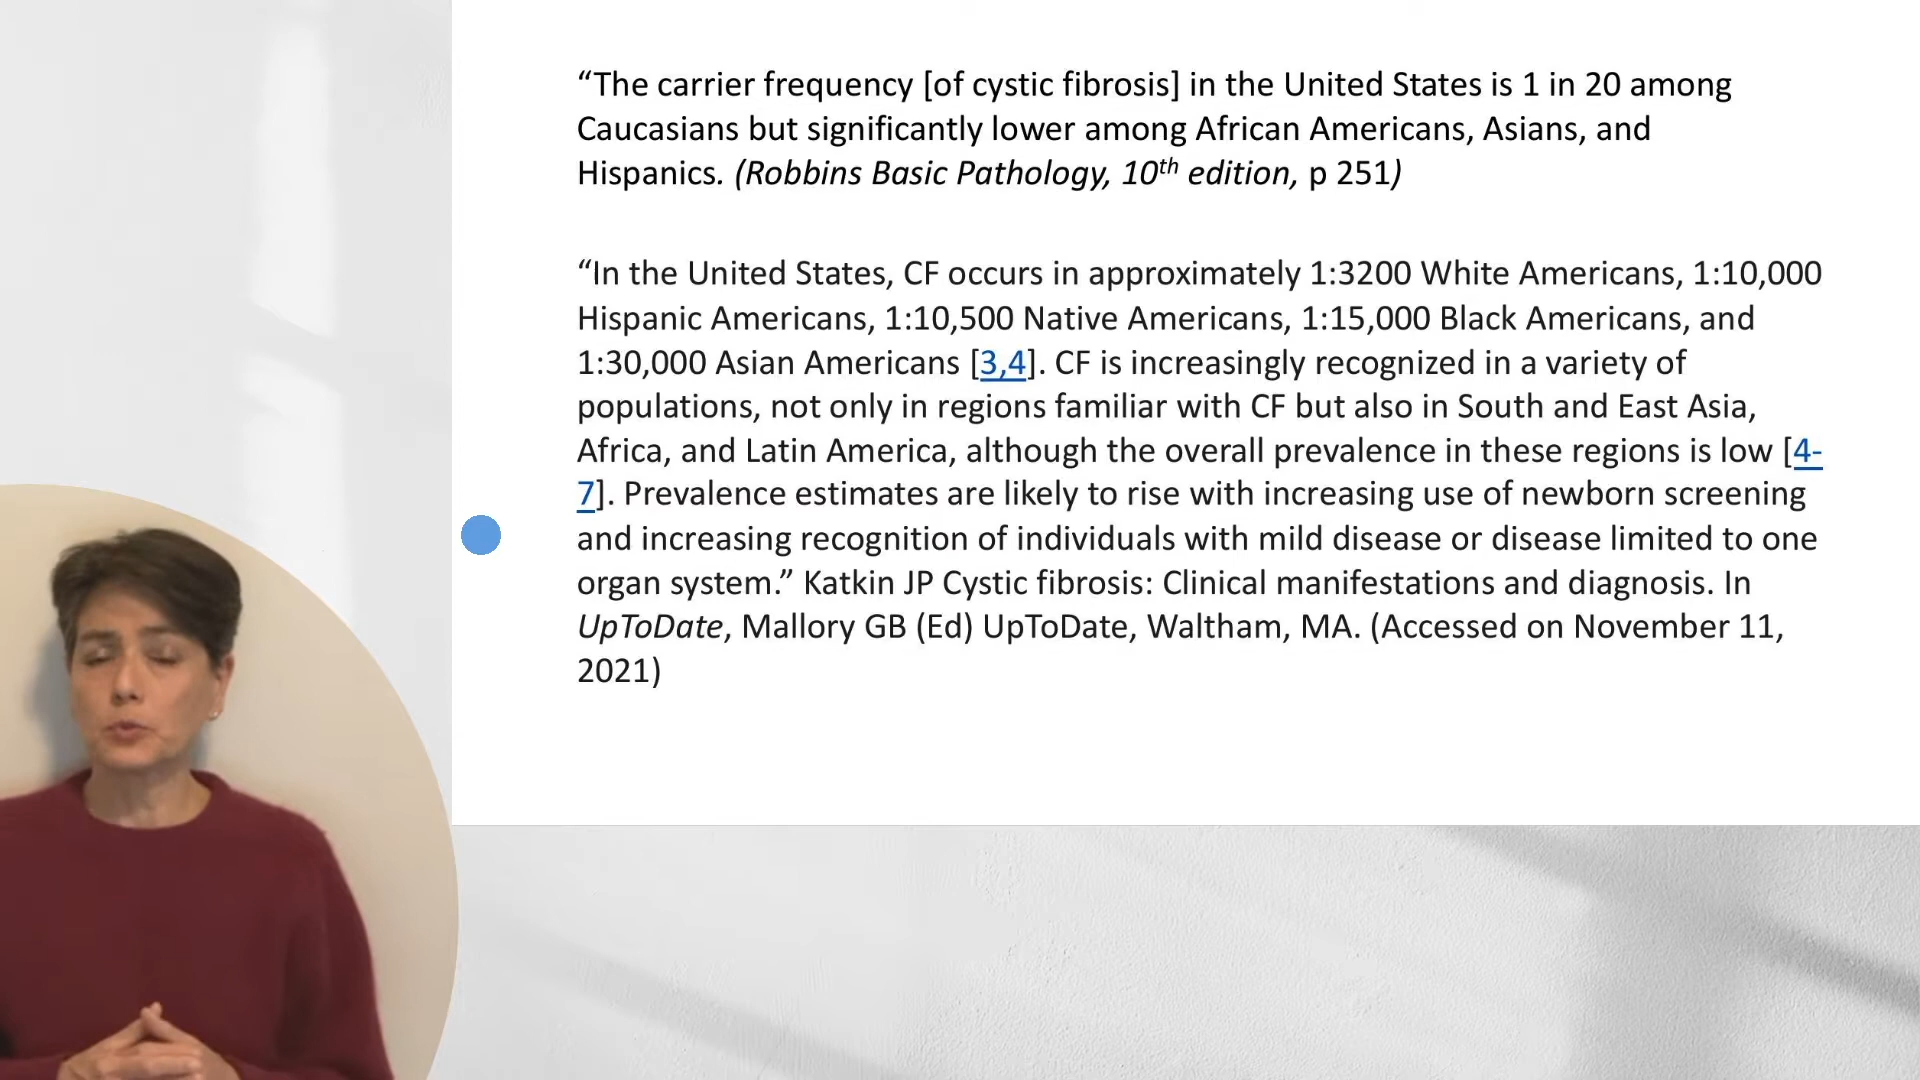 “The carrier frequency [of cystic fibrosis] in the United States is 1 in 20 among
Caucasians but significantly lower among African Americans, Asians, and
Hispanics. (Robbins Basic Pathology, 10th edition, p 251)
“In the United States, CF occurs in approximately 1:3200 White Americans, 1:10,000
Hispanic Americans, 1:10,500 Native Americans, 1:15,000 Black Americans, and
1:30,000 Asian Americans [3,4]. CF is increasingly recognized in a variety of
populations, not only in regions familiar with CF but also in South and East Asia,
Africa, and Latin America, although the overall prevalence in these regions is low [4-
7]. Prevalence estimates are likely to rise with increasing use of newborn screening
and increasing recognition of individuals with mild disease or disease limited to one
organ system.” Katkin JP Cystic fibrosis: Clinical manifestations and diagnosis. In
UpToDate, Mallory GB (Ed) UpToDate, Waltham, MA. (Accessed on November 11,
2021)